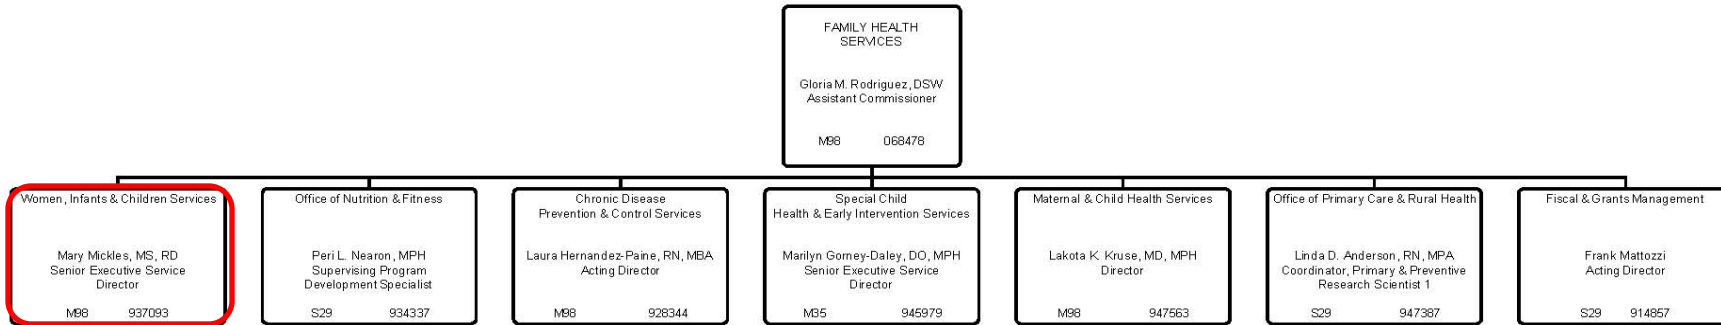 FAMILY HEALTH
SERVICES
Gloria M. Rodriguez, DSW
Assistant Commissioner
M98 068478
Women, Infants & Children Services
Mary Mickles, MS, RD
Senior Executive Service
Director
M98 937093
Office of Nutrition & Fitness
Peri L. Nearon, MPH
Supervising Program
Development Specialist
S29 934337
Chronic Disease
Prevention & Control Services
Laura Hernandez-Paine, RN, MBA
Acting Director
M98 928344
Special Child
Health & Early Intervention Services
Marilyn Gorney-Daley, DO, MPH
Senior Executive Service
Director
M35 945979
Maternal & Child Health Services
Lakota K. Kruse, MD, MPH
Director
M98 947563
Office of Primary Care & Rural Health
Linda D. Anderson, RN, MPA
Coordinator, Primary & Preventive
Research Scientist 1
S29 947387
Fiscal & Grants Management
Frank Mattozzi
Acting Director
S29 914857